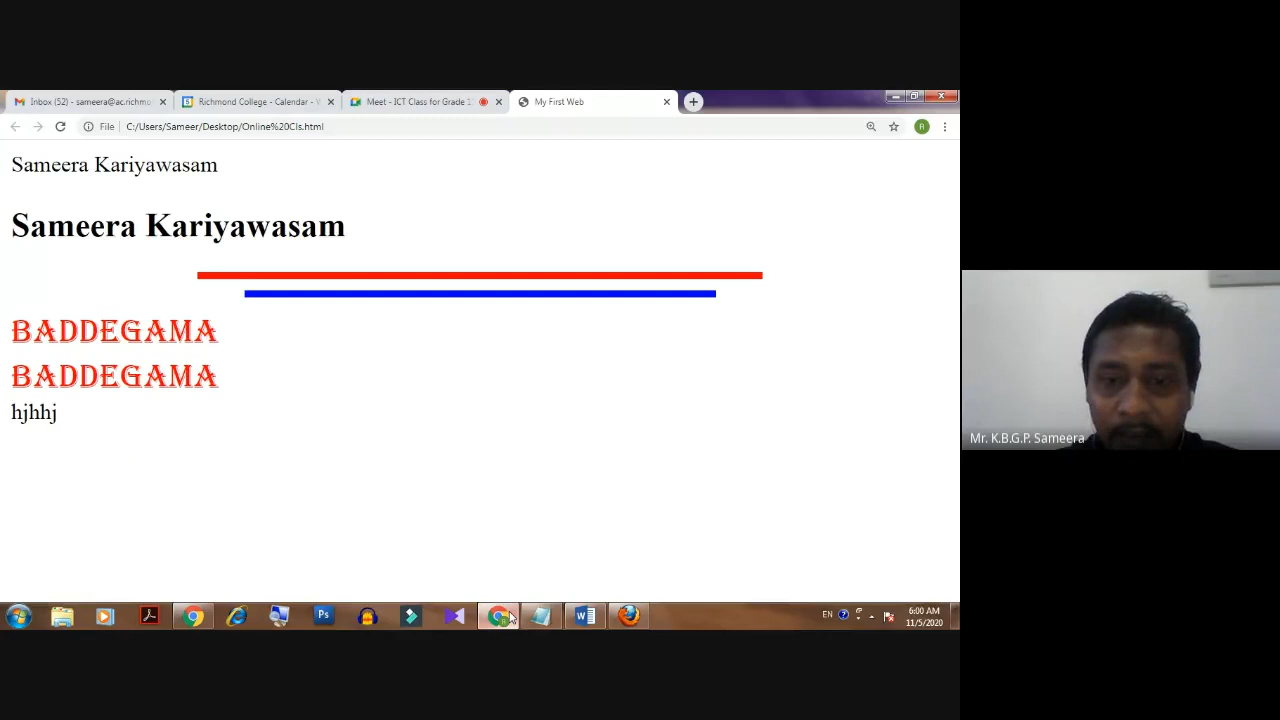 Inbox (52) - sameera@ac.richmo
Richmond College - Calendar -
Meet - ICT Class for Grade 1
My First Web
File
C:/Users/Sameer/Desktop/Online%20Cls.html
R
Sameera Kariyawasam
Sameera Kariyawasam
BADDEGAMA
BADDEGAMA
hjhhj
Mr. K.B.G.P. Sameera
Ps
EN
6:00 AM
11/5/2020